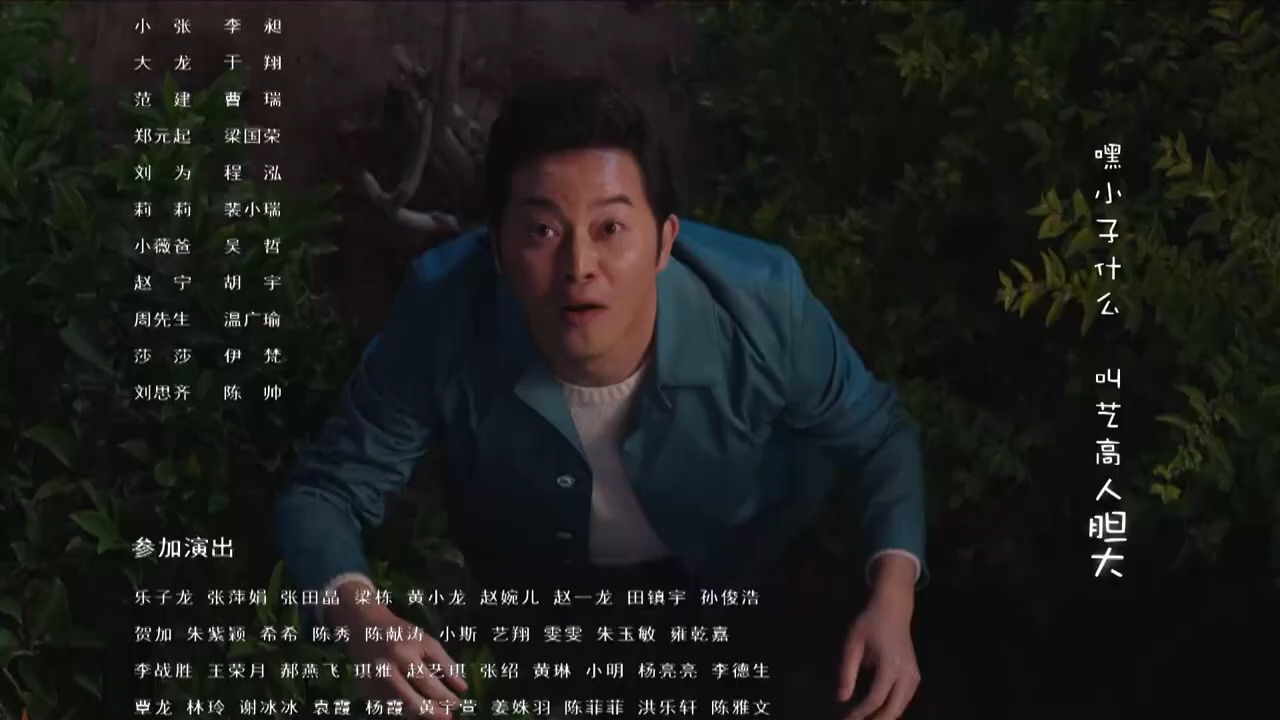 小张 李昶
大龙 于翔
范建 曹瑞
郑元起 梁国荣
刘为 程泓
莉莉 裴小瑞
小薇爸 吴哲
赵宁 胡宇
周先生 温广瑜
莎莎 伊梵
刘思齐 陈帅
参加演出
乐子龙 张萍娟 张田晶 梁栋 黄小龙 赵婉儿 赵一龙 田镇宇 孙俊浩
贺加 朱紫颖 希希 陈秀 陈献涛 小斯 艺翔 雯雯 朱玉敏 雍乾嘉
李战胜 王荣月 郝燕飞 琪雅 赵艺琪 张绍 黄琳 小明 杨亮亮 李德生
覃龙 林玲 谢冰冰 袁霞 杨霞 黄宇萱 姜姝羽 陈菲菲 洪乐轩 陈雅文
嘿小子什么 叫艺高人胆大